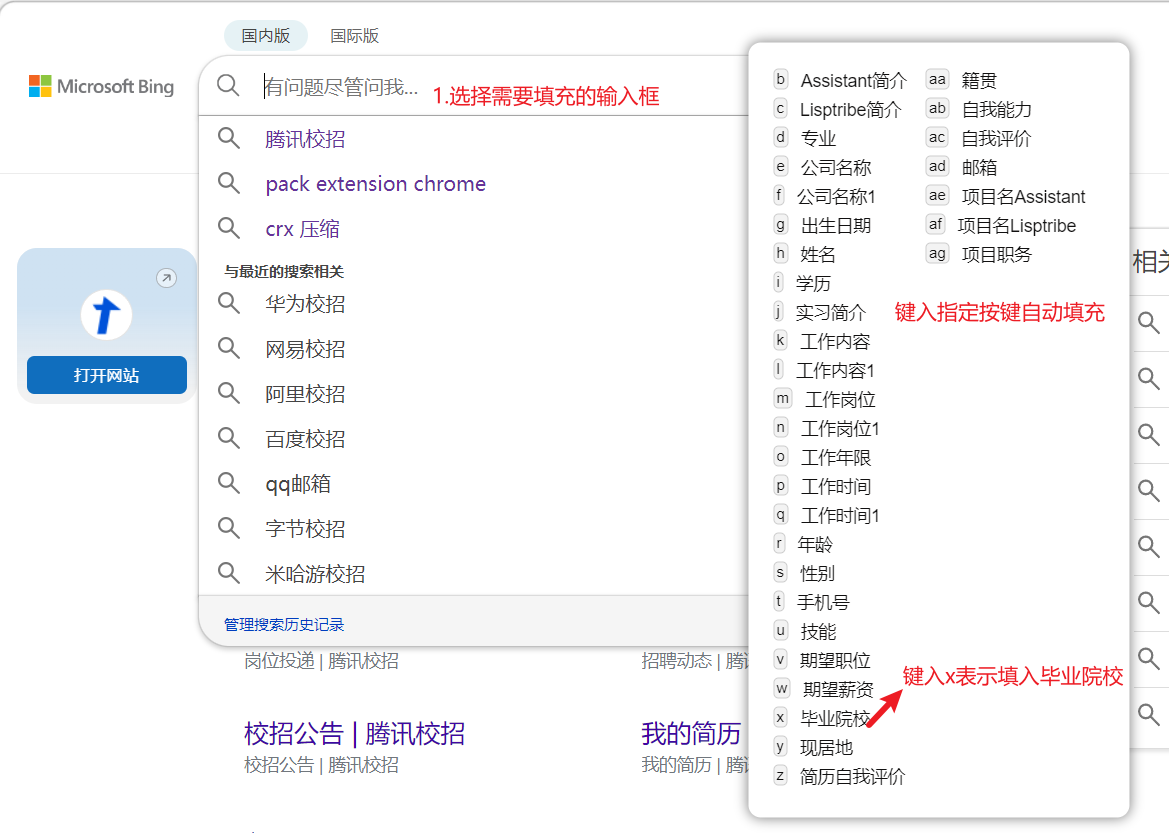 国内版 国际版
Microsoft Bing
有问题尽管问我...
1.选择需要填充的输入框
腾讯校招
pack extension chrome
crx 压缩
与最近的搜索相关
华为校招
网易校招
阿里校招
百度校招
qq邮箱
字节校招
米哈游校招
管理搜索历史记录
打开网站
岗位投递 | 腾讯校招
招聘动态 | 腾讯
校招公告 | 腾讯校招
校招公告 | 腾讯校招
我的简历
我的简历 | 腾讯
b Assistant简介
c Lisptribe简介
d 专业
e 公司名称
f 公司名称1
g 出生日期
h 姓名
i 学历
j 实习简介
k 工作内容
l 工作内容1
m 工作岗位
n 工作岗位1
o 工作年限
p 工作时间
q 工作时间1
r 年龄
s 性别
t 手机号
u 技能
v 期望职位
w 期望薪资
x 毕业院校
y 现居地
z 简历自我评价
aa 籍贯
ab 自我能力
ac 自我评价
ad 邮箱
ae 项目名Assistant
af 项目名Lisptribe
ag 项目职务
键入指定按键自动填充
键入x表示填入毕业院校
相关